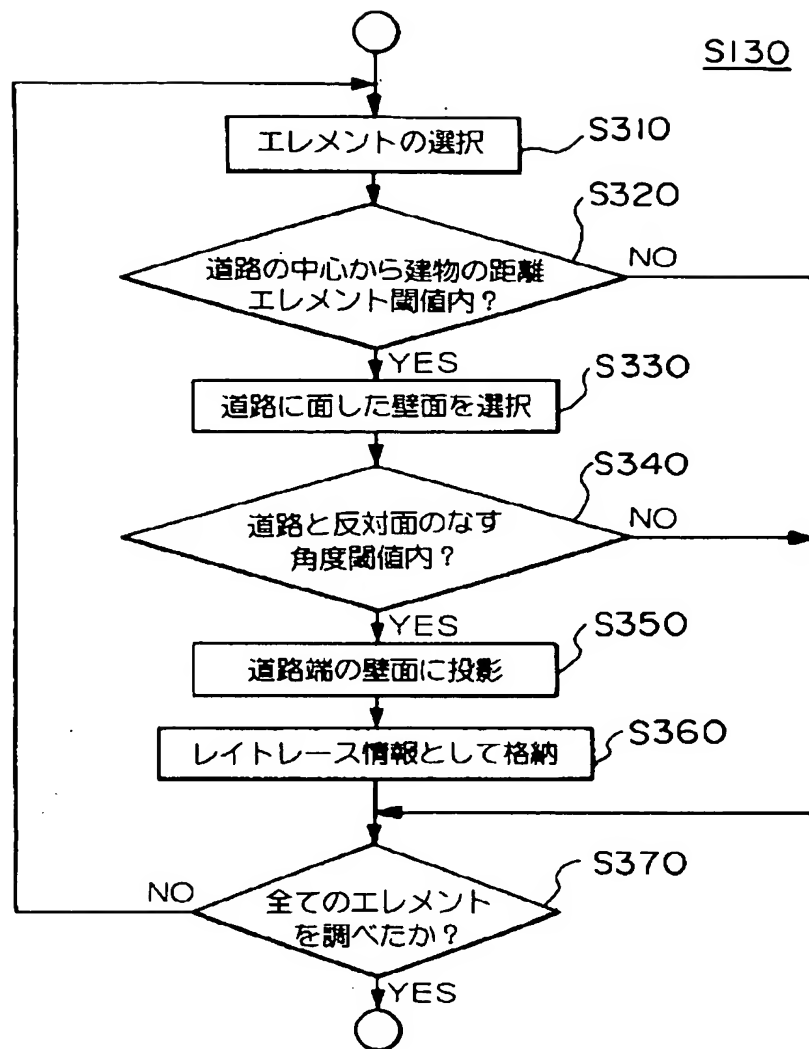 S130
エレメントの選択
S310
S320
道路の中心から建物の距離
エレメント閾値内？
NO
YES
S330
道路に面した壁面を選択
S340
道路と反対面のなす
角度閾値内？
NO
YES
S350
道路端の壁面に投影
S360
レイトレース情報として格納
S370
NO
全てのエレメント
を調べたか？
YES